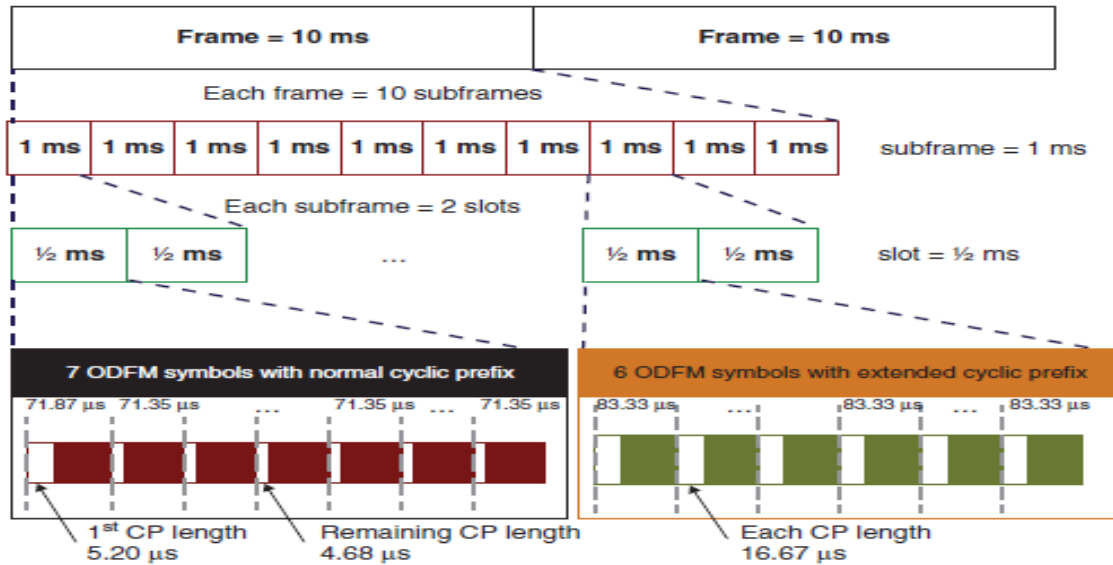 Frame = 10 ms
Frame = 10 ms
Each frame = 10 subframes
1 ms 1 ms 1 ms 1 ms 1 ms 1 ms 1 ms 1 ms 1 ms 1 ms
subframe = 1 ms
Each subframe = 2 slots
½ ms ½ ms ... ½ ms ½ ms
slot = ½ ms
7 ODFM symbols with normal cyclic prefix
71.87 µs 71.35 µs ... 71.35 µs ... 71.35 µs
1st CP length
5.20 µs
Remaining CP length
4.68 µs
6 ODFM symbols with extended cyclic prefix
83.33 µs ... 83.33 µs ... 83.33 µs
Each CP length
16.67 µs